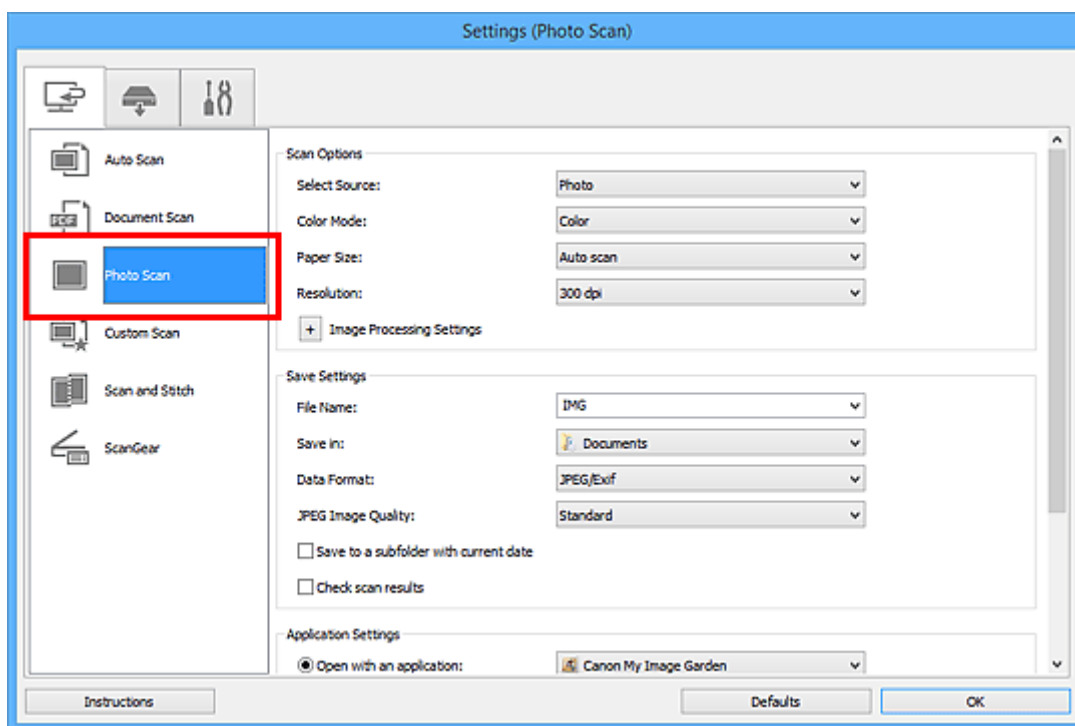 Settings (Photo Scan)
Auto Scan
PDF
Document Scan
Photo Scan
Custom Scan
Scan and Stitch
ScanGear
Scan Options
Select Source: Photo
Color Mode: Color
Paper Size: Auto scan
Resolution: 300 dpi
+ Image Processing Settings
Save Settings
File Name: IMG
Save in: Documents
Data Format: JPEG/Exif
JPEG Image Quality: Standard
Save to a subfolder with current date
Check scan results
Application Settings
Open with an application: Canon My Image Garden
Instructions Defaults OK